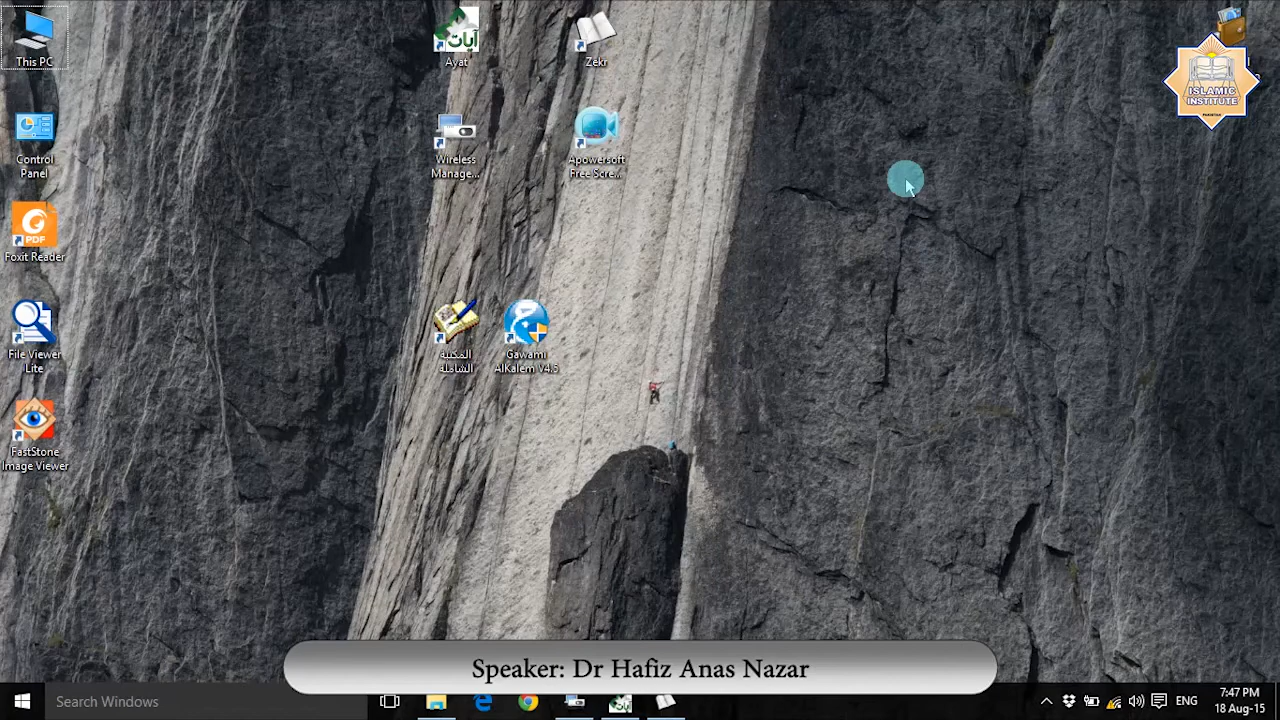 This PC
Control
Panel
Foxit Reader
File Viewer
Lite
FastStone
Image Viewer
آيات
Ayat
Zekr
Wireless
Manage...
Apowersoft
Free Scre...
المكتبة
الشاملة
Gawami
AlKalem V4.5
ISLAMIC
INSTITUTE
PAKISTAN
Speaker: Dr Hafiz Anas Nazar
Search Windows
ENG
7:47 PM
18-Aug-15